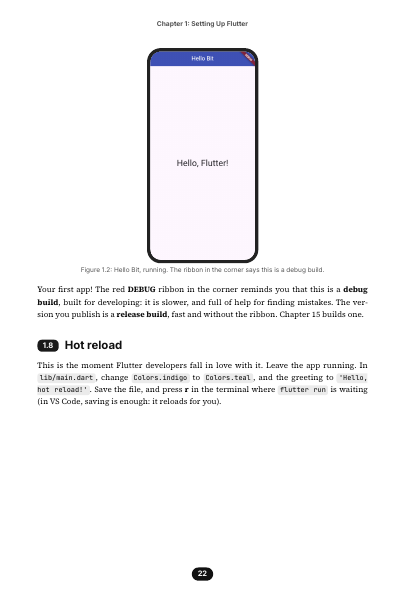 Chapter 1: Setting Up Flutter
Hello Bit
Hello, Flutter!
Figure 1.2: Hello Bit, running. The ribbon in the corner says this is a debug build.
Your first app! The red DEBUG ribbon in the corner reminds you that this is a debug
build, built for developing: it is slower, and full of help for finding mistakes. The ver-
sion you publish is a release build, fast and without the ribbon. Chapter 15 builds one.
1.8 Hot reload
This is the moment Flutter developers fall in love with it. Leave the app running. In
lib/main.dart, change Colors.indigo to Colors.teal, and the greeting to 'Hello,
hot reload!'. Save the file, and press r in the terminal where flutter run is waiting
(in VS Code, saving is enough: it reloads for you).
22